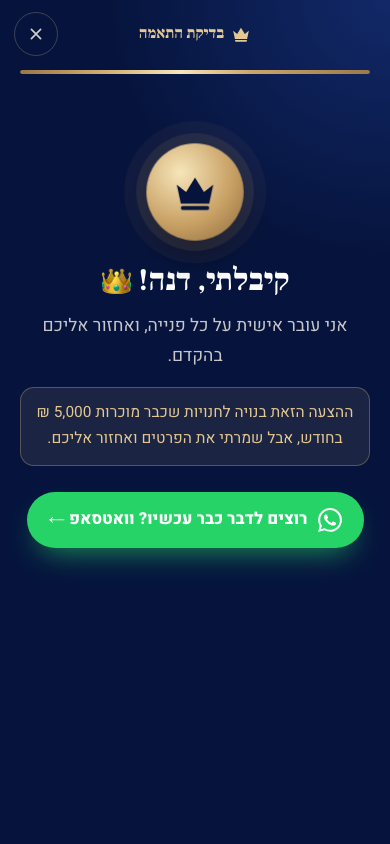 בדיקת התאמה
קיבלתי, דנה! 👑
אני עובר אישית על כל פנייה, ואחזור אליכם
בהקדם.
ההצעה הזאת בנויה לחנויות שכבר מוכרות 5,000 ₪
בחודש, אבל שמרתי את הפרטים ואחזור אליכם.
רוצים לדבר כבר עכשיו? וואטסאפ ←